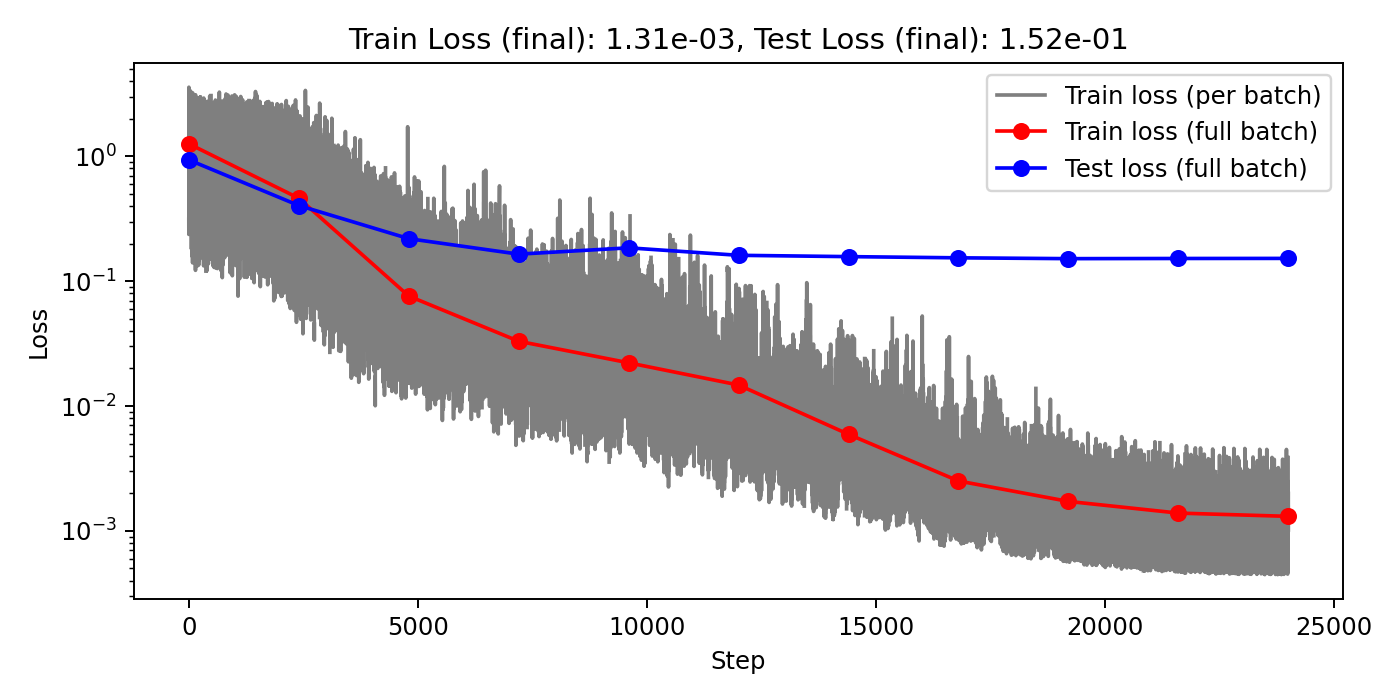 Train Loss (final): 1.31e-03, Test Loss (final): 1.52e-01
Train loss (per batch)
Train loss (full batch)
Test loss (full batch)
Loss
10⁰
10⁻¹
10⁻²
10⁻³
0 5000 10000 15000 20000 25000
Step